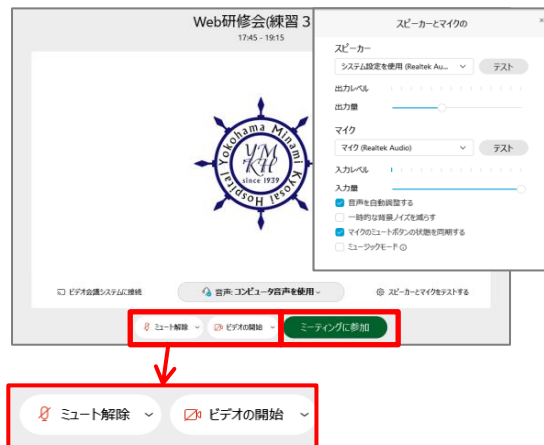 Web研修会(練習３
17:45 - 19:15
Yokohama Minami Kyosai Hospital
YM
KH
since 1939
ビデオ会議システムに接続
音声: コンピュータ音声を使用
スピーカーとマイクをテストする
ミュート解除
ビデオの開始
ミーティングに参加
スピーカーとマイクの
×
スピーカー
システム設定を使用 (Realtek Au...
テスト
出力レベル
出力量
マイク
マイク (Realtek Audio)
テスト
入力レベル
入力量
音声を自動調整する
一時的な背景ノイズを減らす
マイクのミュートボタンの状態を同期する
ミュージックモード
ミュート解除
ビデオの開始